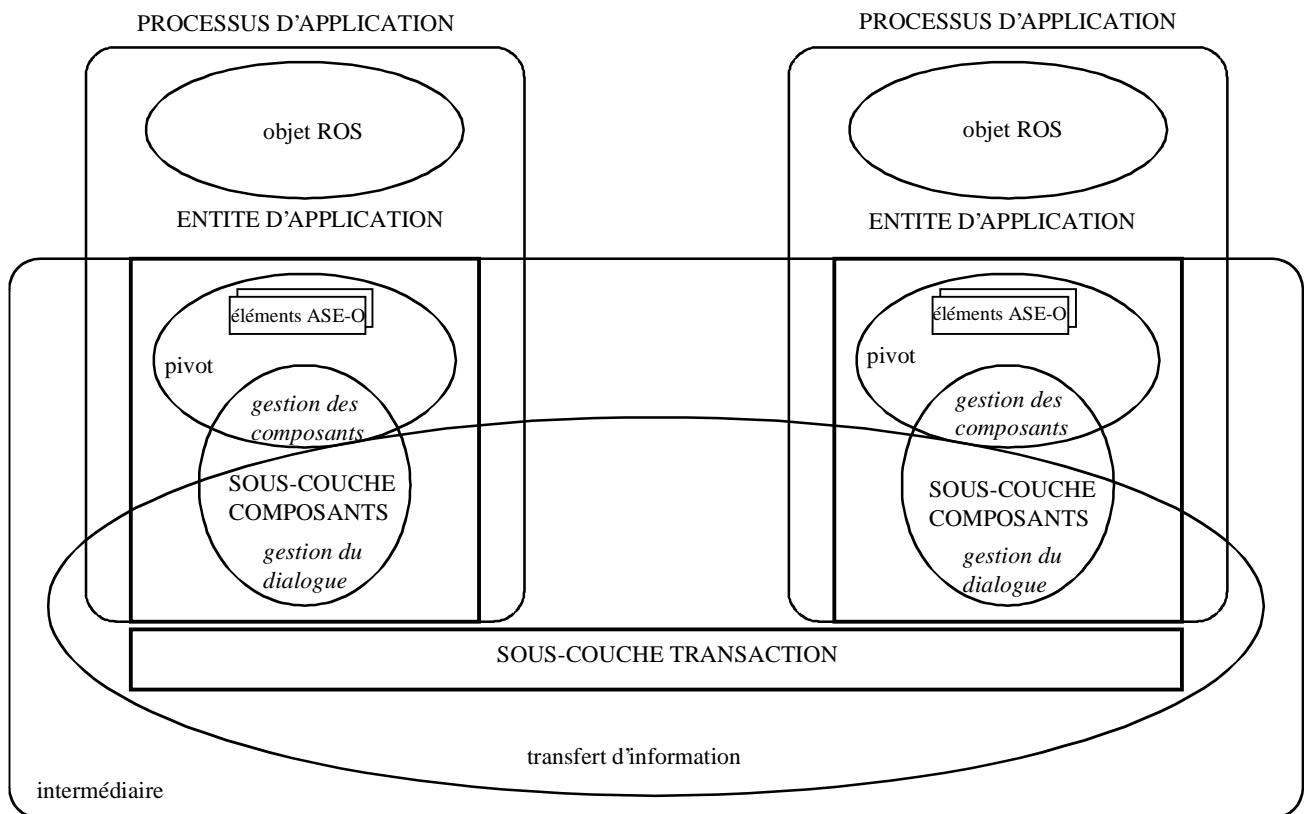 PROCESSUS D'APPLICATION
PROCESSUS D'APPLICATION
objet ROS
objet ROS
ENTITE D'APPLICATION
ENTITE D'APPLICATION
éléments ASE-O
éléments ASE-O
pivot
pivot
gestion des
composants
gestion des
composants
SOUS-COUCHE
COMPOSANTS
SOUS-COUCHE
COMPOSANTS
gestion du
dialogue
gestion du
dialogue
SOUS-COUCHE TRANSACTION
transfert d'information
intermédiaire